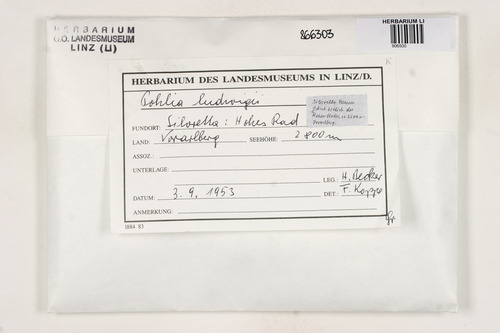 HERBARIUM
O.Ö. LANDESMUSEUM
LINZ (LI)
866303
HERBARIUM LI
K
HERBARIUM DES LANDESMUSEUMS IN LINZ/D.
Pohlia ludwigii
FUNDORT: Silvretta: Hohes Rad
LAND: Vorarlberg SEEHÖHE: 2800m
ASSOZ.
UNTERLAGE:
LEG. H. Becker
DATUM: 3. 9. 1953 DET. F. Koppe
ANMERKUNG:
1884 83